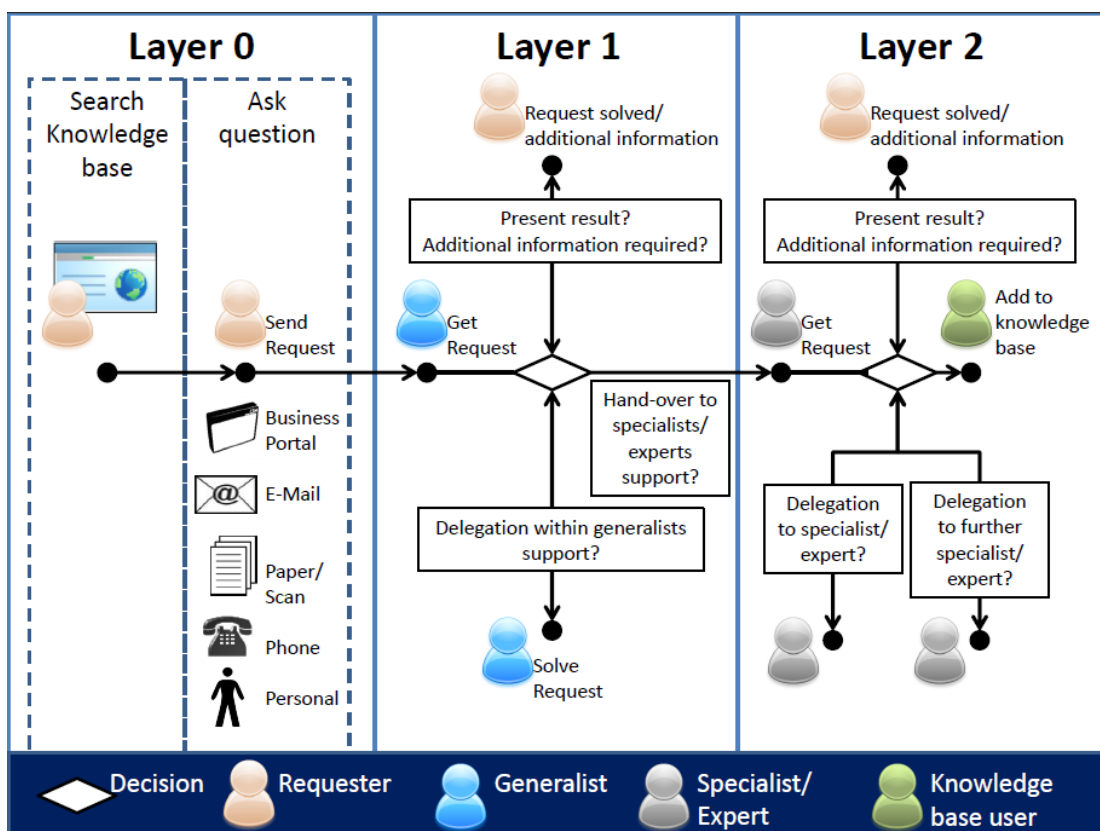 Layer 0
Search
Knowledge
base
Ask
question
Send
Request
Business
Portal
@
E-Mail
Paper/
Scan
Phone
Personal
Layer 1
Request solved/
additional information
Present result?
Additional information required?
Get
Request
Hand-over to
specialists/
experts
support?
Delegation within generalists
support?
Solve
Request
Layer 2
Request solved/
additional information
Present result?
Additional information required?
Get
Request
Add to
knowledge
base
Delegation
to specialist/
expert?
Delegation
to further
specialist/
expert?
Decision
Requester
Generalist
Specialist/
Expert
Knowledge
base user